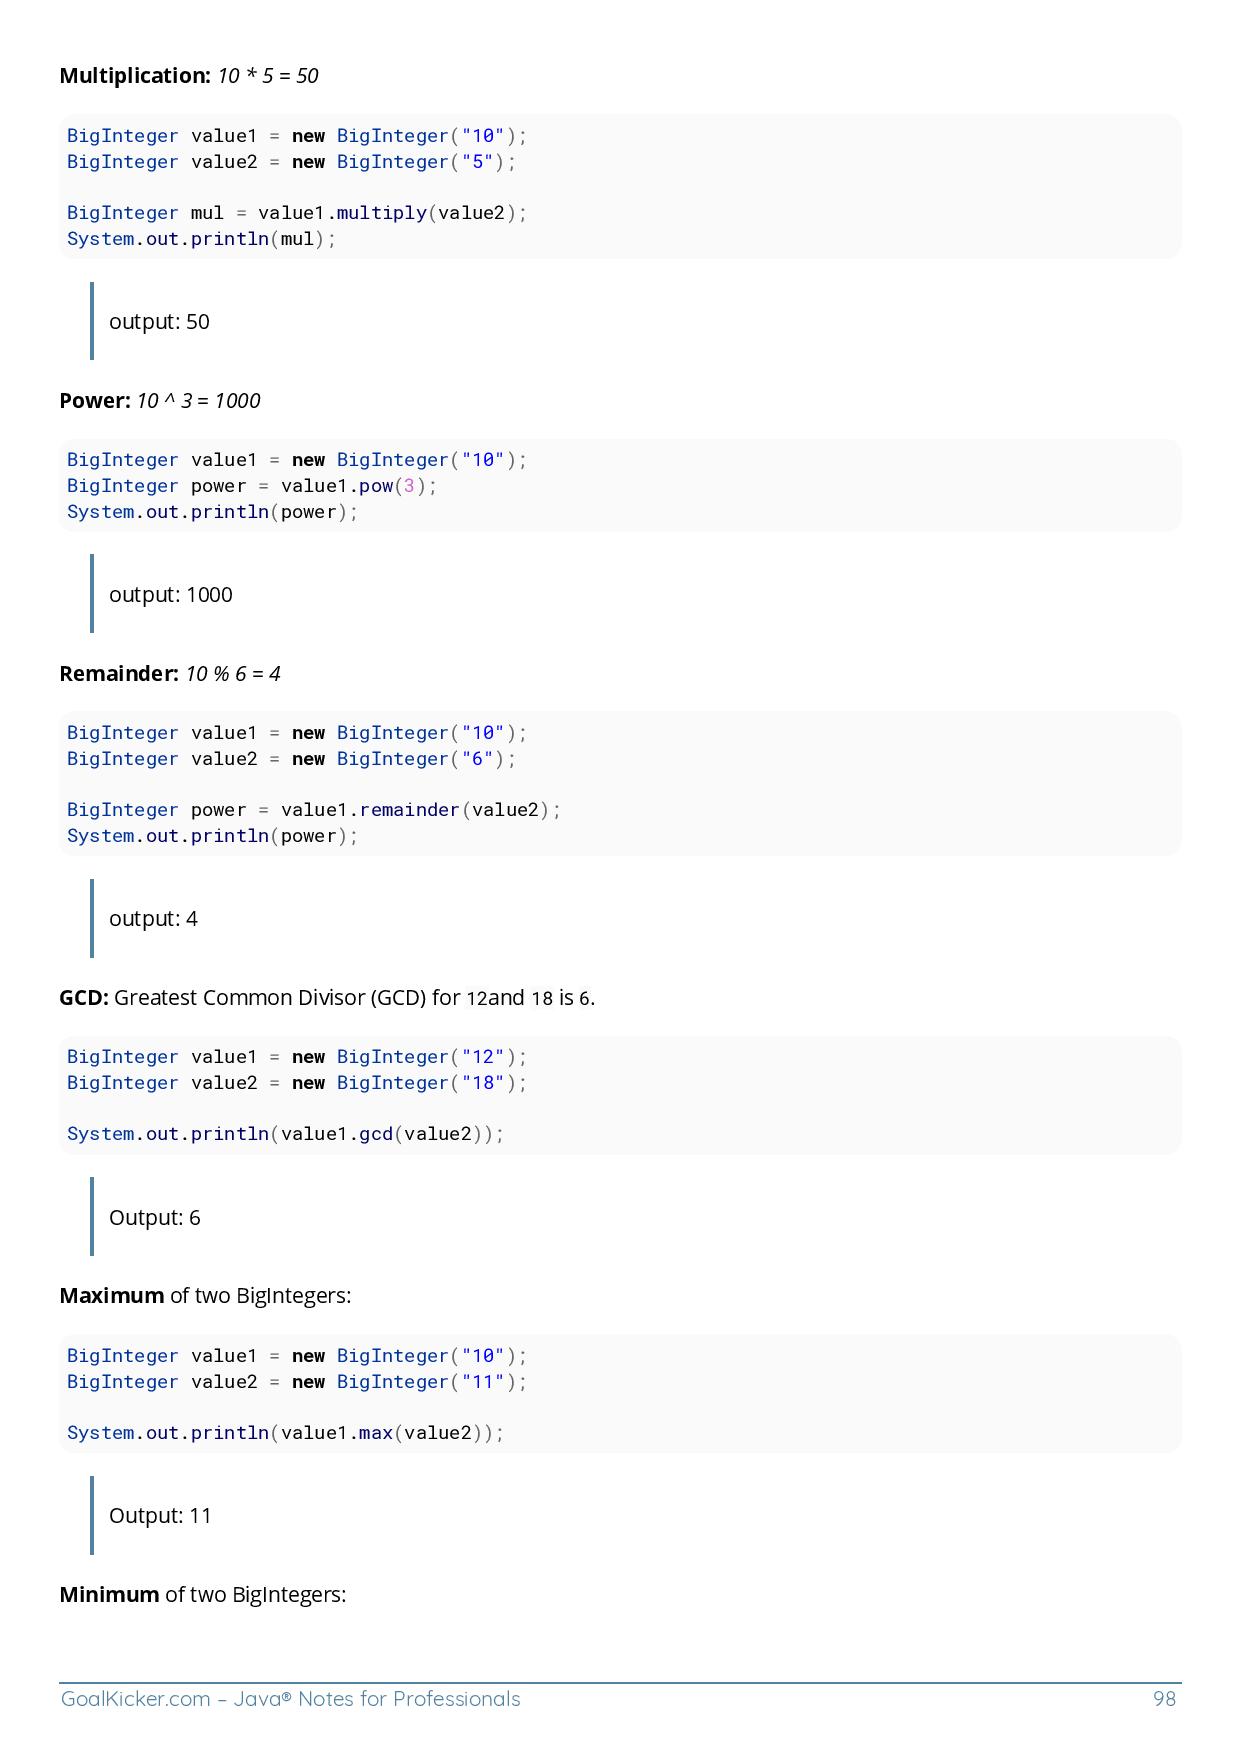 Multiplication: 10 * 5 = 50
BigInteger value1 = new BigInteger("10");
BigInteger value2 = new BigInteger("5");
BigInteger mul = value1.multiply(value2);
System.out.println(mul);
output: 50
Power: 10 ^ 3 = 1000
BigInteger value1 = new BigInteger("10");
BigInteger power = value1.pow(3);
System.out.println(power);
output: 1000
Remainder: 10 % 6 = 4
BigInteger value1 = new BigInteger("10");
BigInteger value2 = new BigInteger("6");
BigInteger power = value1.remainder(value2);
System.out.println(power);
output: 4
GCD: Greatest Common Divisor (GCD) for 12and 18 is 6.
BigInteger value1 = new BigInteger("12");
BigInteger value2 = new BigInteger("18");
System.out.println(value1.gcd(value2));
Output: 6
Maximum of two BigIntegers:
BigInteger value1 = new BigInteger("10");
BigInteger value2 = new BigInteger("11");
System.out.println(value1.max(value2));
Output: 11
Minimum of two BigIntegers:
GoalKicker.com – Java® Notes for Professionals 98